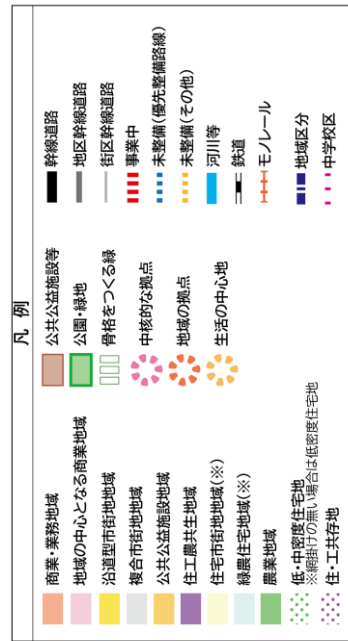 凡 例
商業・業務地域
地域の中心となる商業地域
沿道型市街地地域
複合市街地地域
公共公益施設地域
住工農共生地域
住宅市街地地域(※)
緑農住宅地域(※)
農業地域
低・中密度住宅地
※網掛けの無い場合は低密度住宅地
住・工共存地
公共公益施設等
公園・緑地
骨格をつくる緑
中核的な拠点
地域の拠点
生活の中心地
幹線道路
地区幹線道路
街区幹線道路
事業中
未整備(優先整備路線)
未整備(その他)
河川等
鉄道
モノレール
地域区分
中学校区